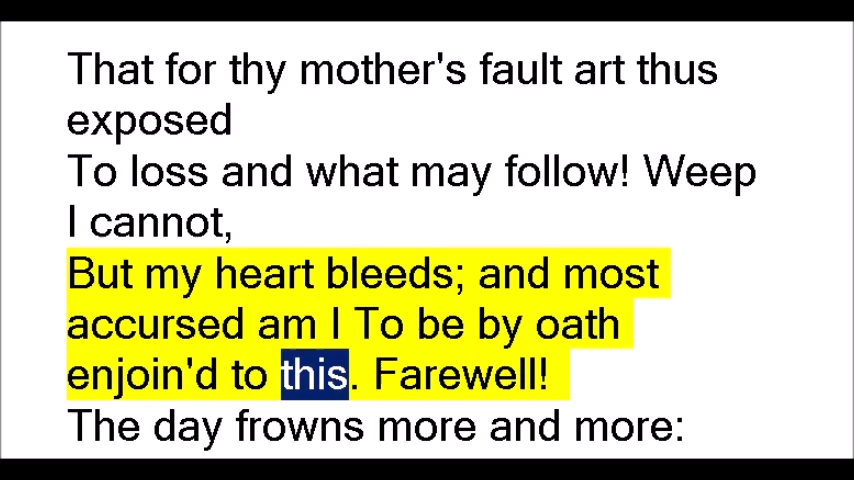 That for thy mother's fault art thus
exposed
To loss and what may follow! Weep
I cannot,
But my heart bleeds; and most
accursed am I To be by oath
enjoin'd to this. Farewell!
The day frowns more and more: